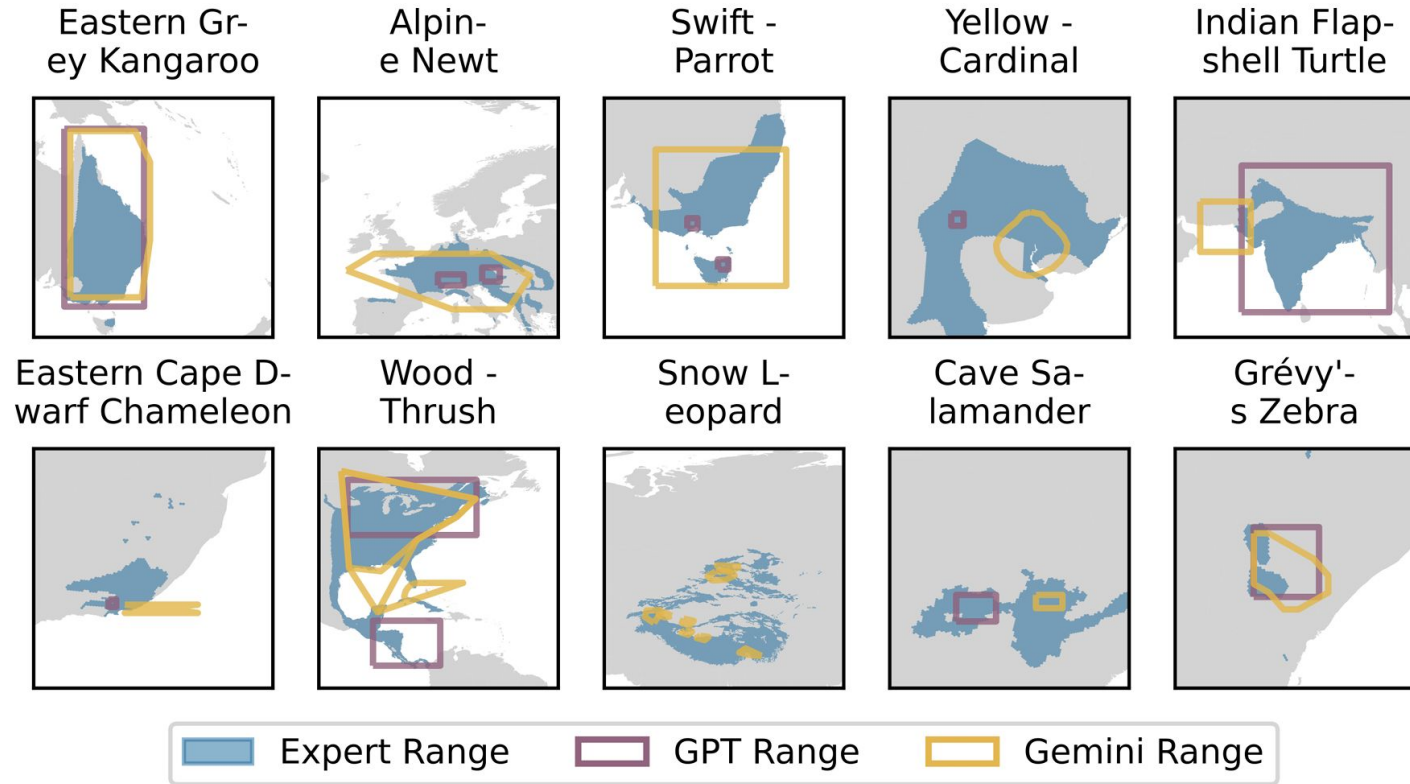 Eastern Gr-
ey Kangaroo
Alpin-
e Newt
Swift -
Parrot
Yellow -
Cardinal
Indian Flap-
shell Turtle
Eastern Cape D-
warf Chameleon
Wood -
Thrush
Snow L-
eopard
Cave Sa-
lamander
Grévy'-
s Zebra
Expert Range
GPT Range
Gemini Range